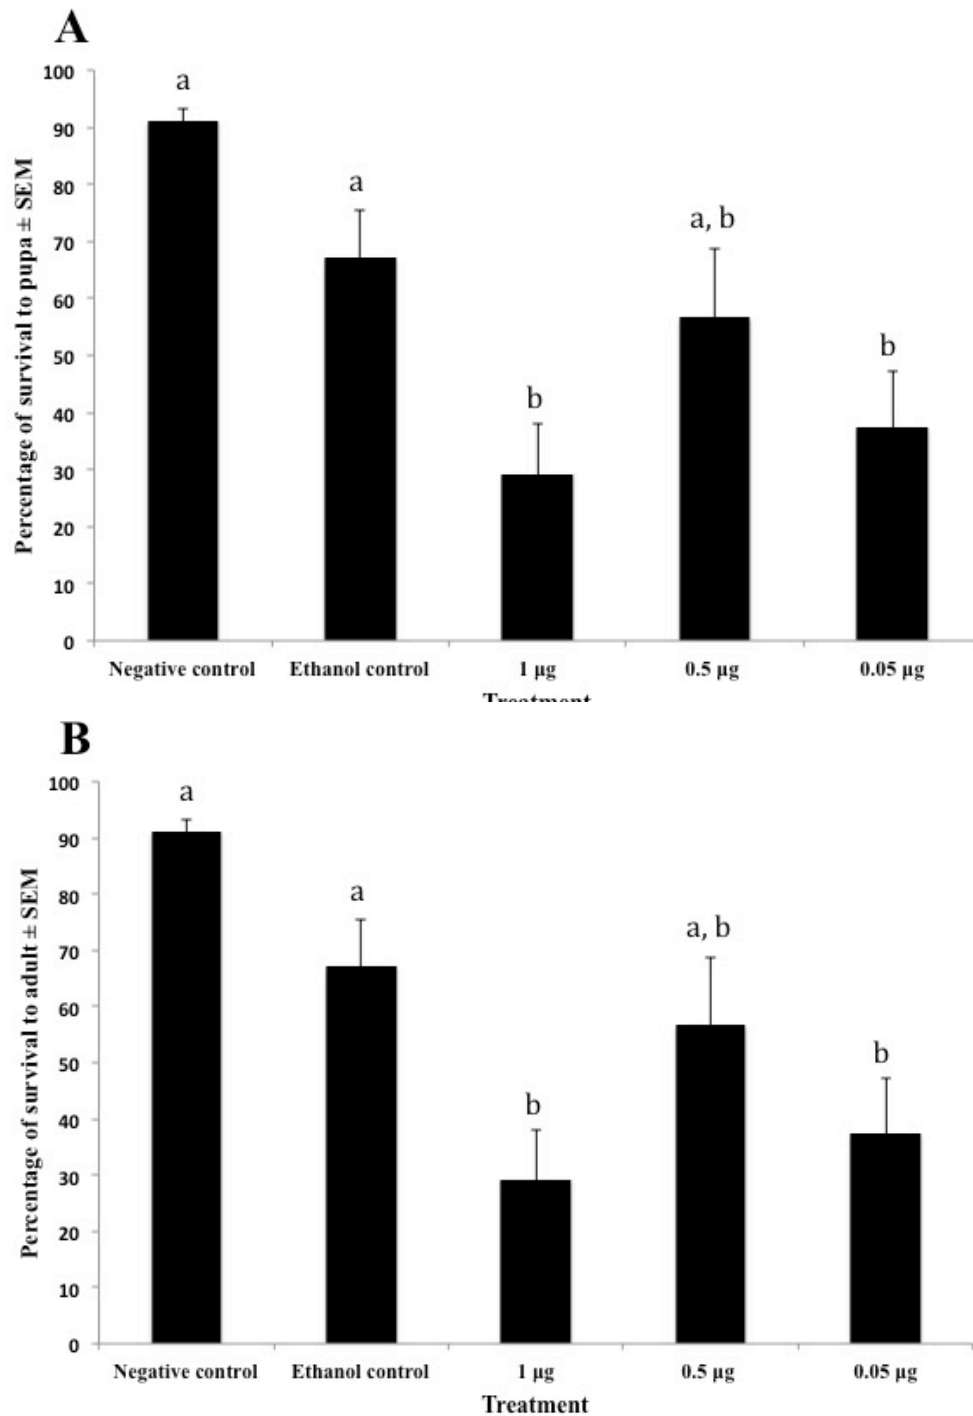 A
Percentage of survival to pupa ± SEM
100
90
80
70
60
50
40
30
20
10
0
a
a
b
a, b
b
Negative control Ethanol control 1 µg 0.5 µg 0.05 µg
Treatment
B
Percentage of survival to adult ± SEM
100
90
80
70
60
50
40
30
20
10
0
a
a
b
a, b
b
Negative control Ethanol control 1 µg 0.5 µg 0.05 µg
Treatment